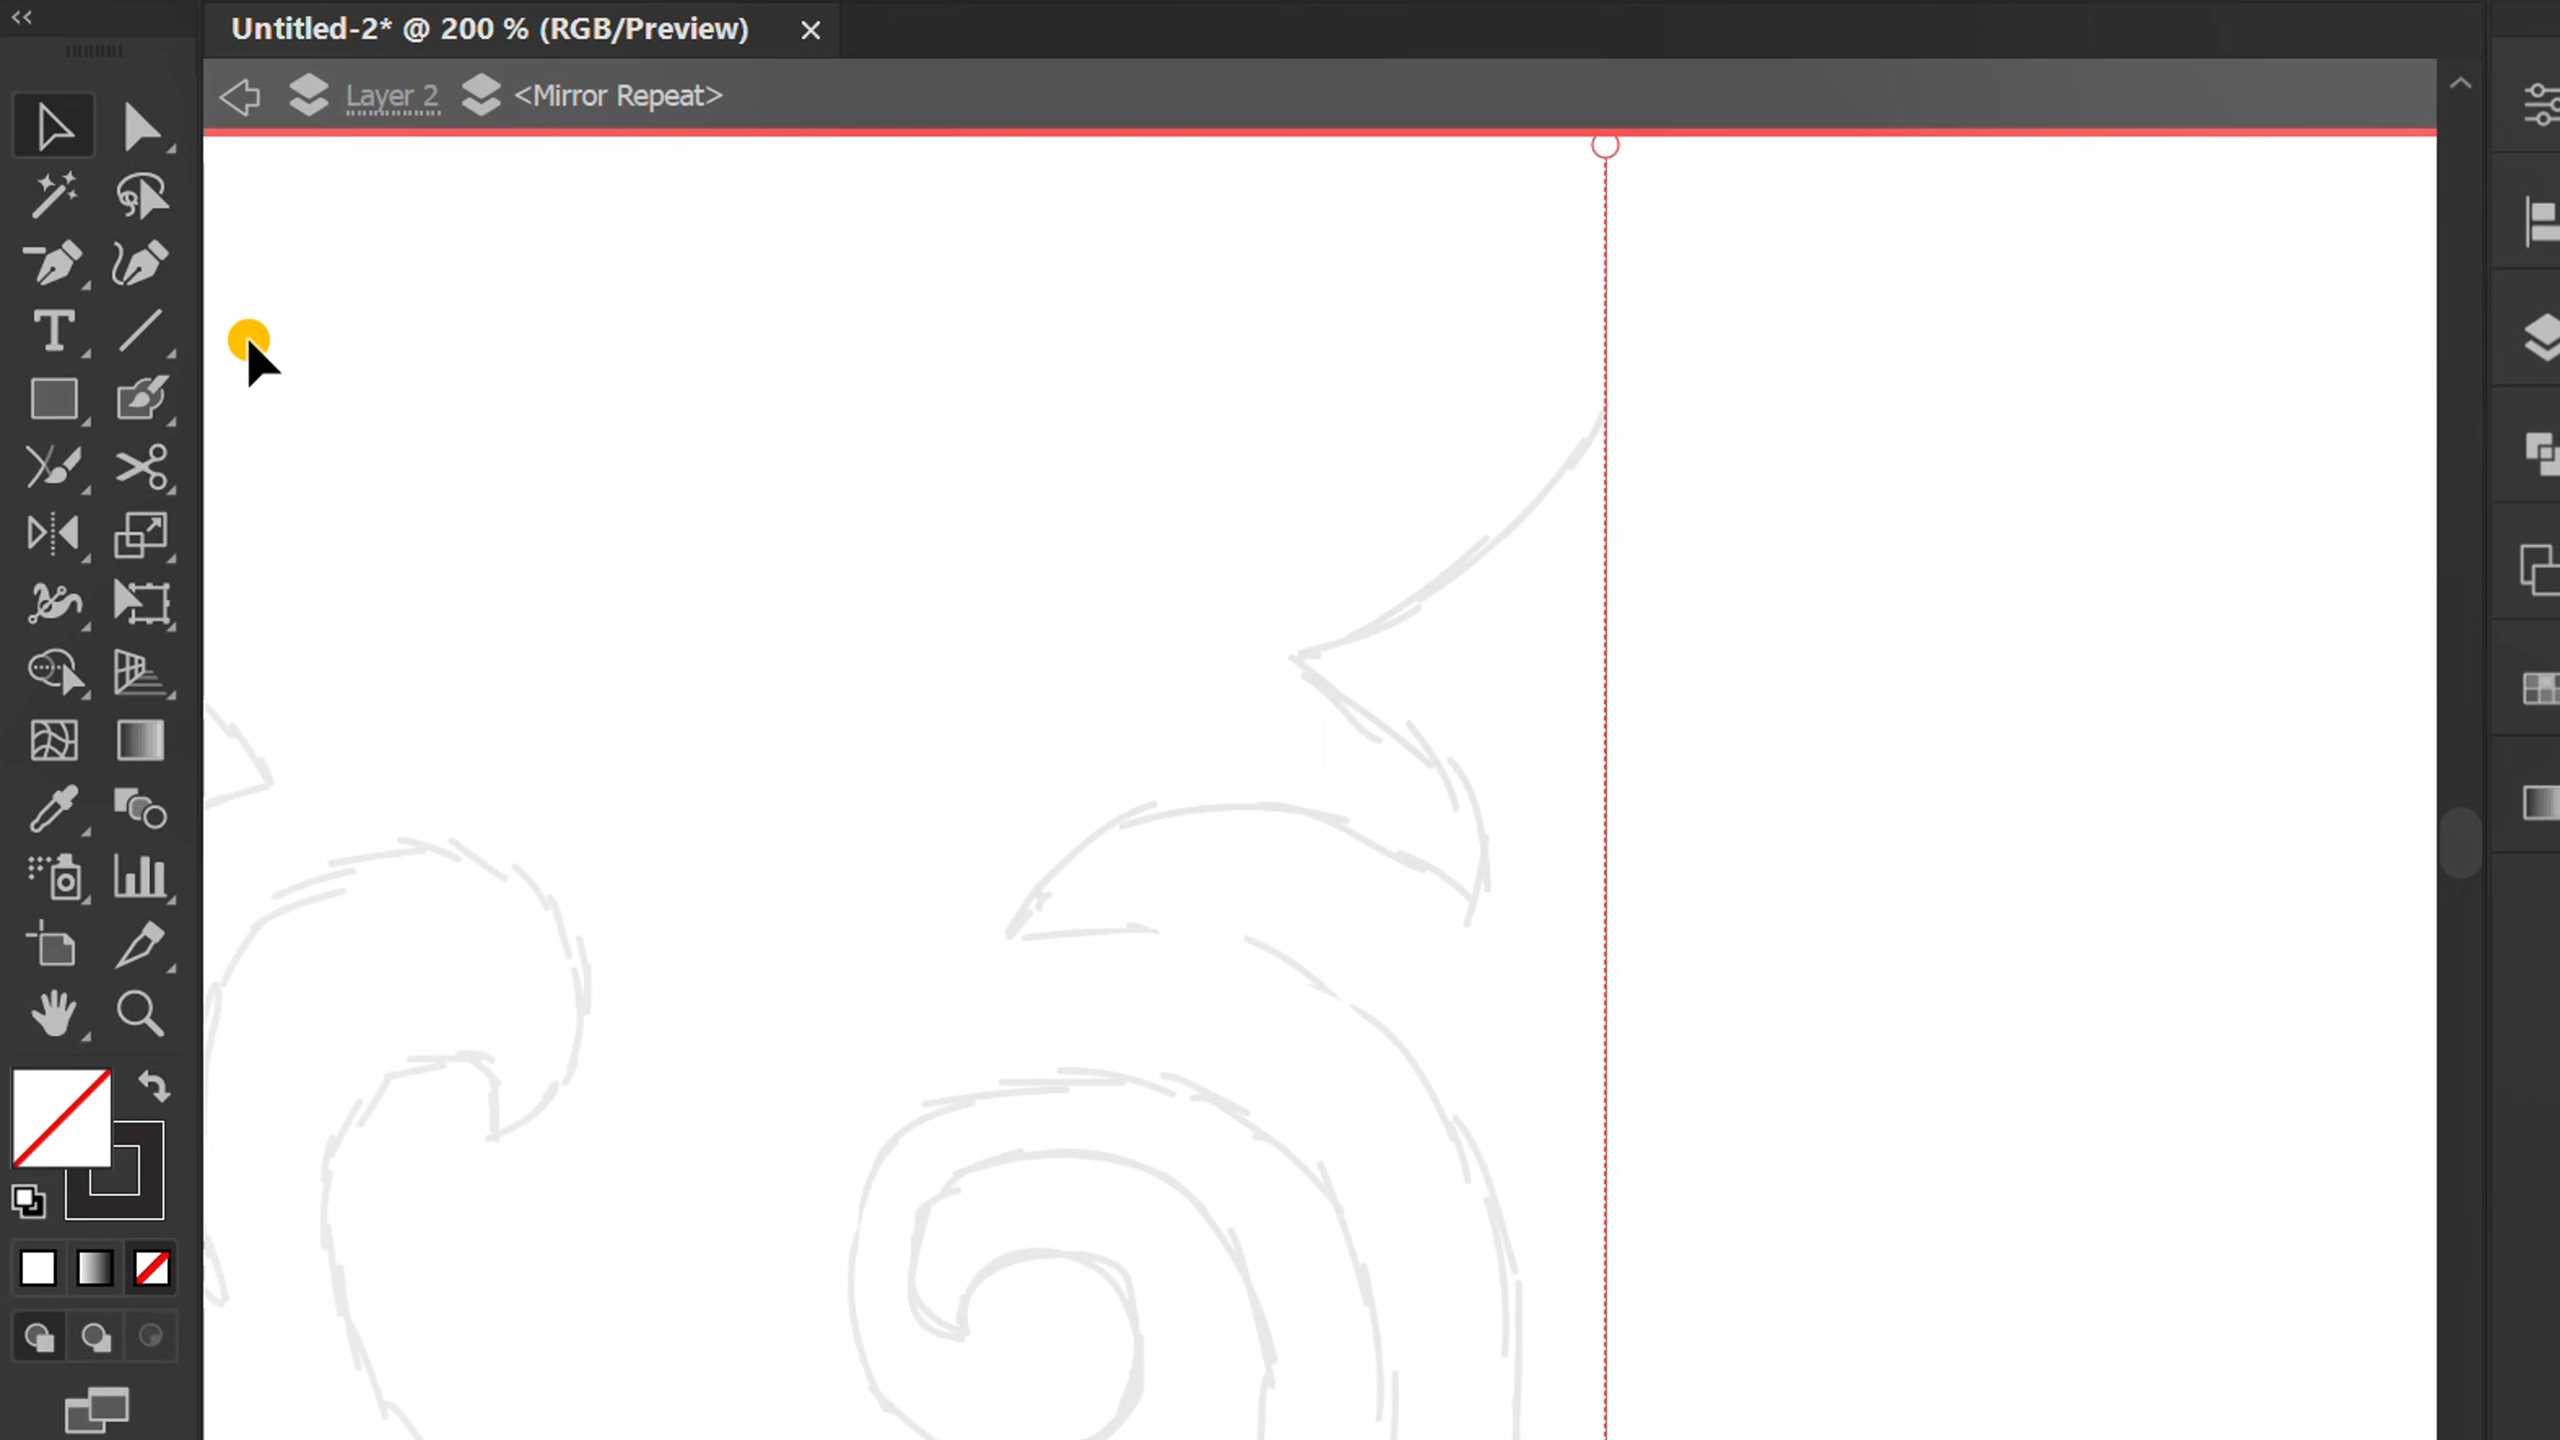 Untitled-2* @ 200 % (RGB/Preview)
Layer 2 <Mirror Repeat>